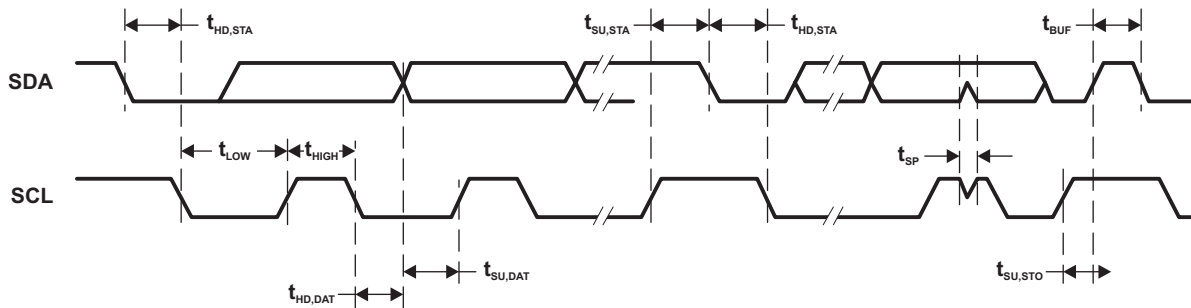 tHD,STA
tSU,STA
tHD,STA
tBUF
SDA
tLOW
tHIGH
tSP
SCL
tSU,DAT
tSU,STO
tHD,DAT